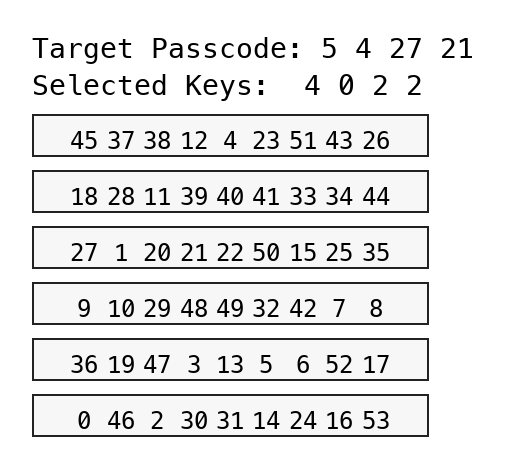 Target Passcode: 5 4 27 21
Selected Keys: 4 0 2 2
45 37 38 12 4 23 51 43 26
18 28 11 39 40 41 33 34 44
27 1 20 21 22 50 15 25 35
9 10 29 48 49 32 42 7 8
36 19 47 3 13 5 6 52 17
0 46 2 30 31 14 24 16 53